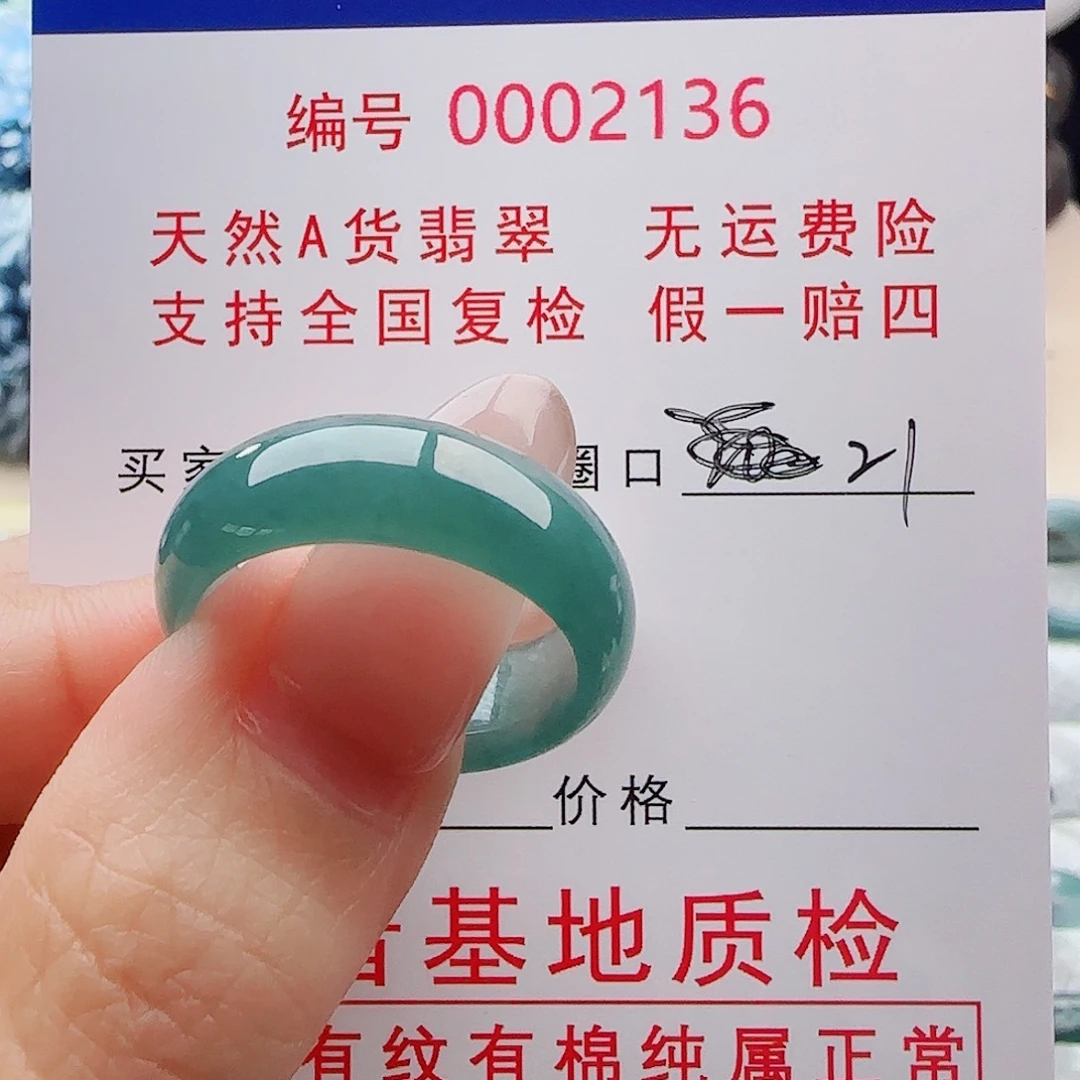 编号 0002136
天然A货翡翠 无运费险
支持全国复检 假一赔四
买家 圈口 21
价格
基地质检
有纹有棉纯属正常